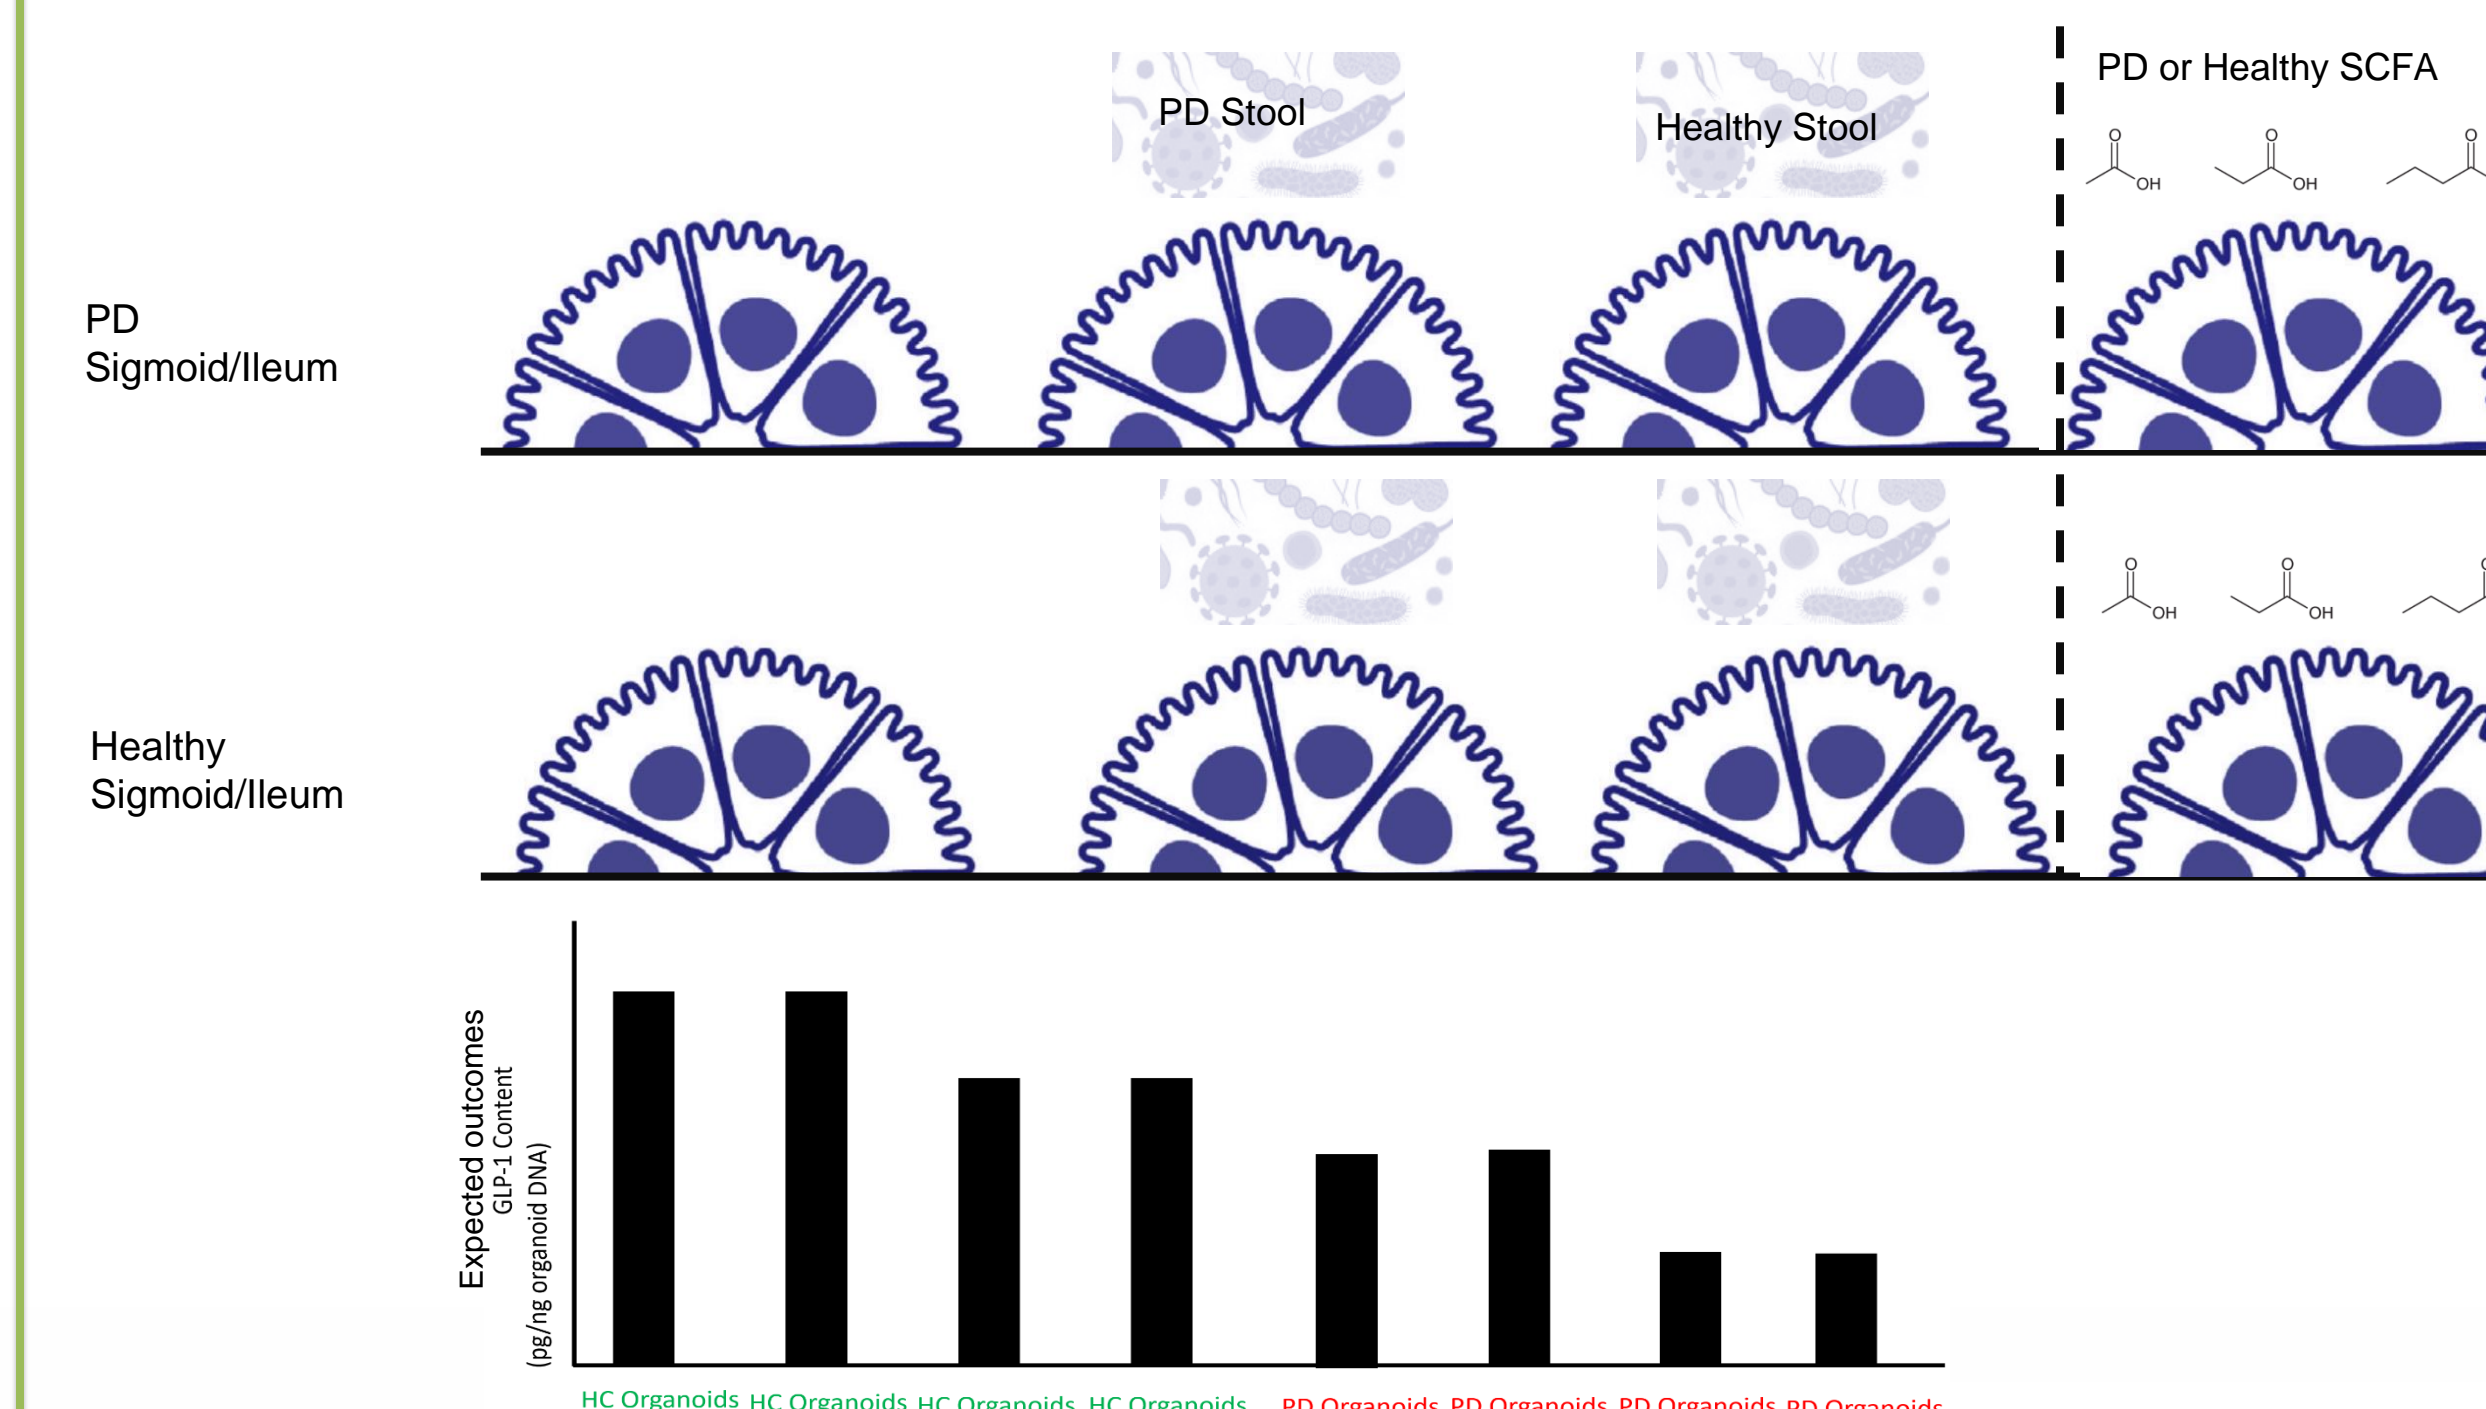 PD Stool
Healthy Stool
PD or Healthy SCFA
O
OH
O
OH
O
PD
Sigmoid/Ileum
O
OH
O
OH
Healthy
Sigmoid/Ileum
Expected outcomes
GLP-1 Content
(pg/ng organoid DNA)
HC Organoids HC Organoids HC Organoids HC Organoids PD Organoids PD Organoids PD Organoids PD Organoids